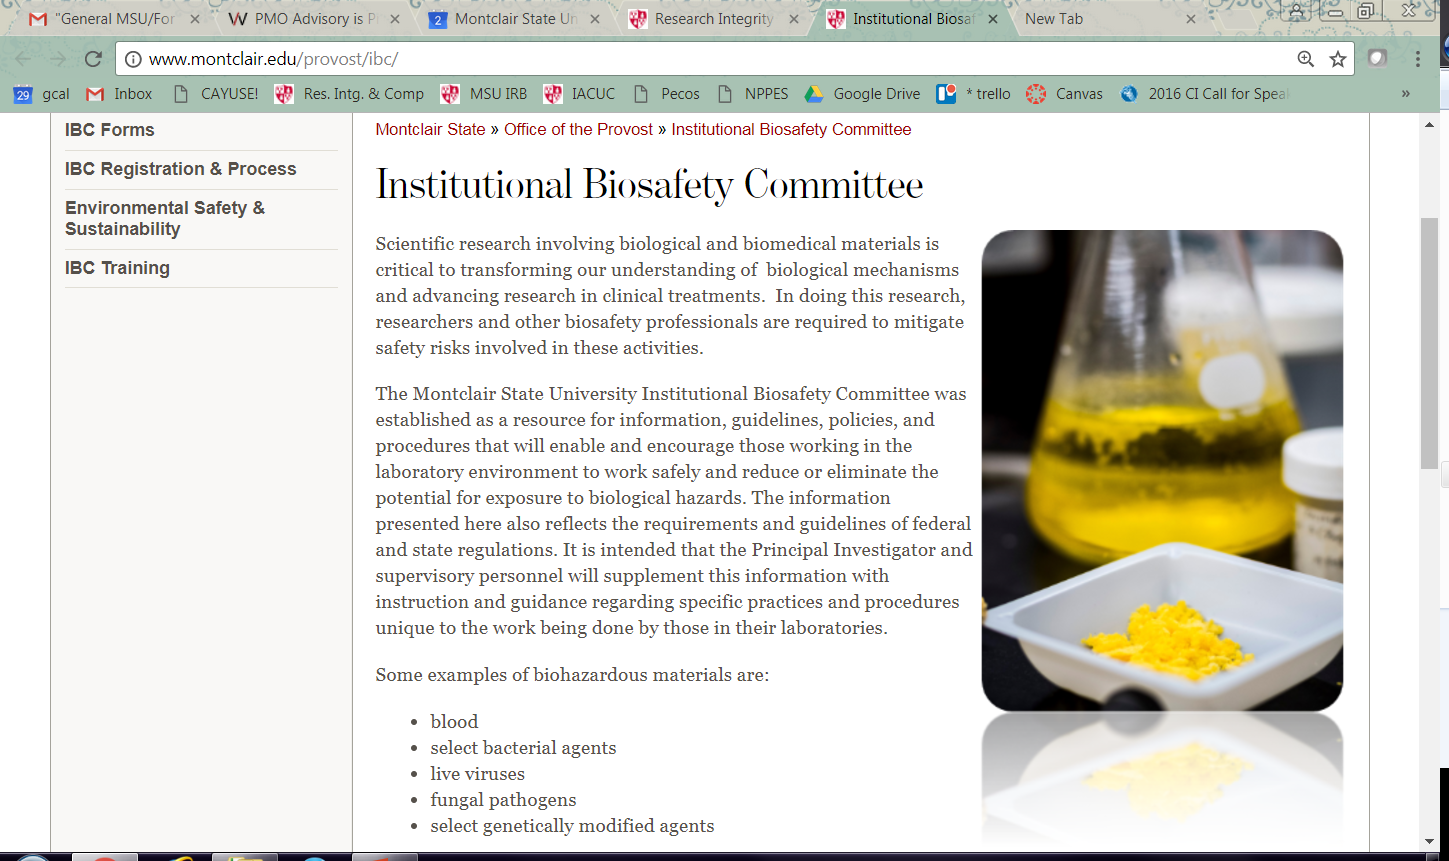 "General MSU/For
PMO Advisory is P
2
Montclair State Un
Research Integrity
Institutional Biosaf
New Tab
www.montclair.edu/provost/ibc/
29
gcal
Inbox
CAYUSE!
Res. Intg. & Comp
MSU IRB
IACUC
Pecos
NPPES
Google Drive
* trello
Canvas
2016 CI Call for Speak
»
IBC Forms
IBC Registration & Process
Environmental Safety &
Sustainability
IBC Training
Montclair State » Office of the Provost » Institutional Biosafety Committee
Institutional Biosafety Committee
Scientific research involving biological and biomedical materials is
critical to transforming our understanding of  biological mechanisms
and advancing research in clinical treatments.  In doing this research,
researchers and other biosafety professionals are required to mitigate
safety risks involved in these activities.
The Montclair State University Institutional Biosafety Committee was
established as a resource for information, guidelines, policies, and
procedures that will enable and encourage those working in the
laboratory environment to work safely and reduce or eliminate the
potential for exposure to biological hazards. The information
presented here also reflects the requirements and guidelines of federal
and state regulations. It is intended that the Principal Investigator and
supervisory personnel will supplement this information with
instruction and guidance regarding specific practices and procedures
unique to the work being done by those in their laboratories.
Some examples of biohazardous materials are:
• blood
• select bacterial agents
• live viruses
• fungal pathogens
• select genetically modified agents